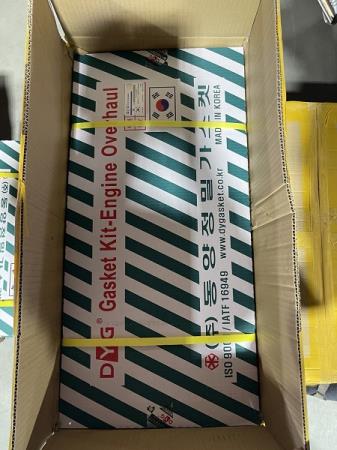 DYG® Gasket Kit-Engine Overhaul
MADE IN KOREA
(주)동양정밀가스켓
www.dygasket.co.kr
ISO 9001/IATF 16949